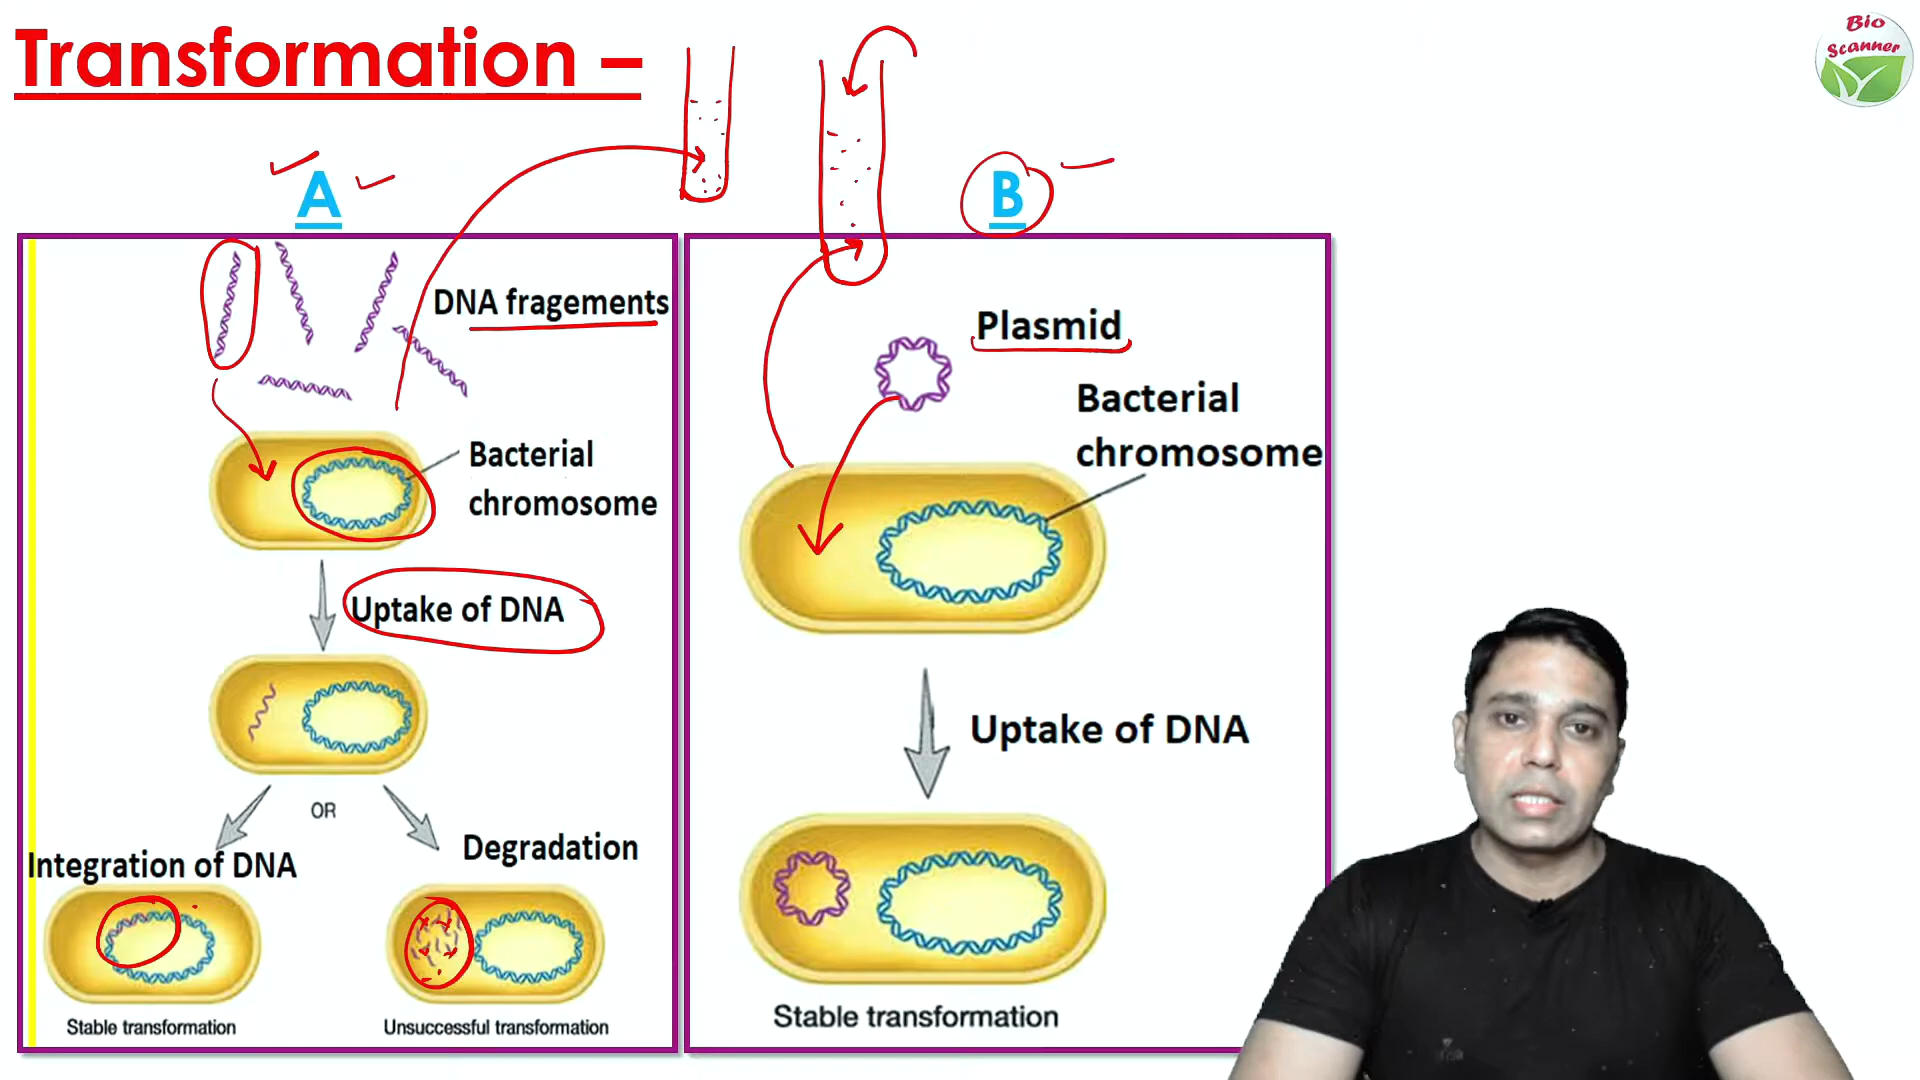 Transformation –
Bio
Scanner
A
B
DNA fragements
Bacterial
chromosome
Uptake of DNA
OR
Integration of DNA
Degradation
Stable transformation
Unsuccessful transformation
Plasmid
Bacterial
chromosome
Uptake of DNA
Stable transformation